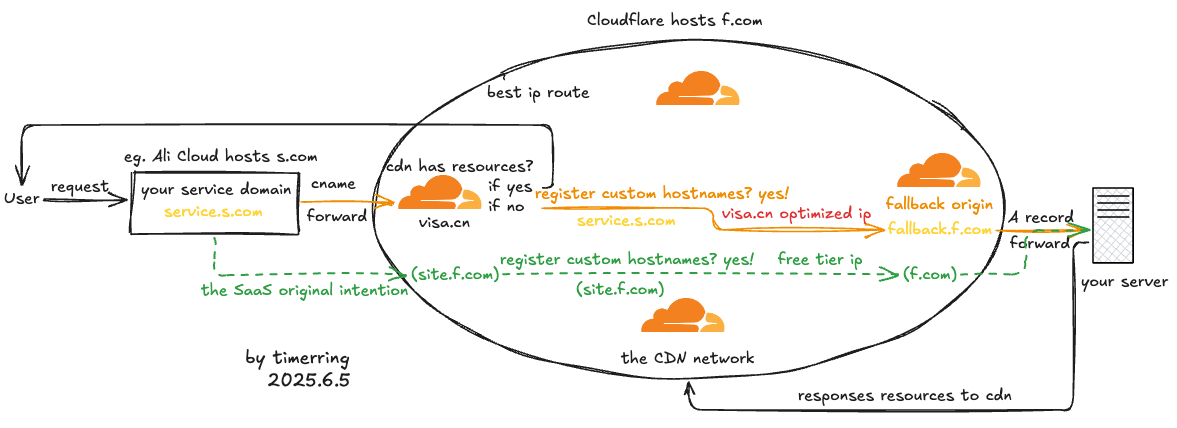 Cloudflare hosts f.com
best ip route
eg. Ali Cloud hosts s.com
cdn has resources?
User
request
your service domain
service.s.com
cname
forward
if yes
if no
visa.cn
register custom hostnames? yes!
service.s.com
visa.cn optimized ip
fallback origin
fallback.f.com
A record
forward
your server
the SaaS original intention
(site.f.com)
register custom hostnames? yes!
free tier ip
(site.f.com)
(f.com)
the CDN network
by timerring
2025.6.5
responses resources to cdn